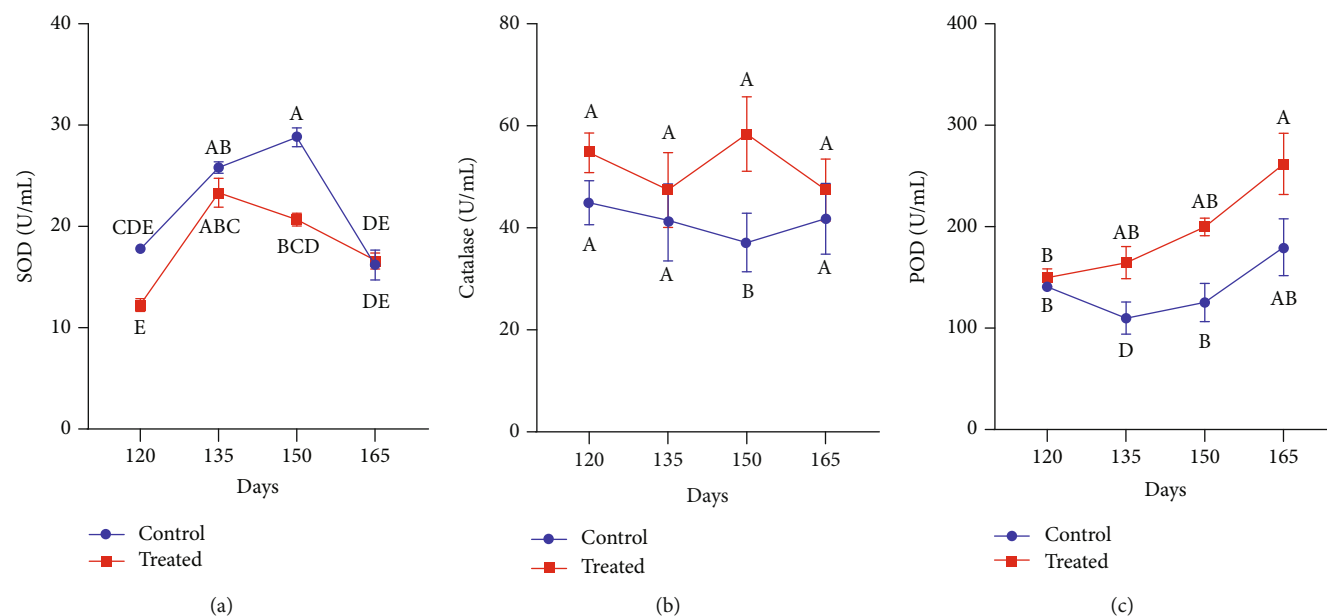 40
30
20
10
0
SOD (U/mL)
CDE
AB
A
DE
E
ABC
BCD
DE
120 135 150 165
Days
Control
Treated
(a)
80
60
40
20
0
Catalase (U/mL)
A
A
A
A
A
A
B
A
120 135 150 165
Days
Control
Treated
(b)
400
300
200
100
0
POD (U/mL)
B
AB
AB
A
B
D
B
AB
120 135 150 165
Days
Control
Treated
(c)